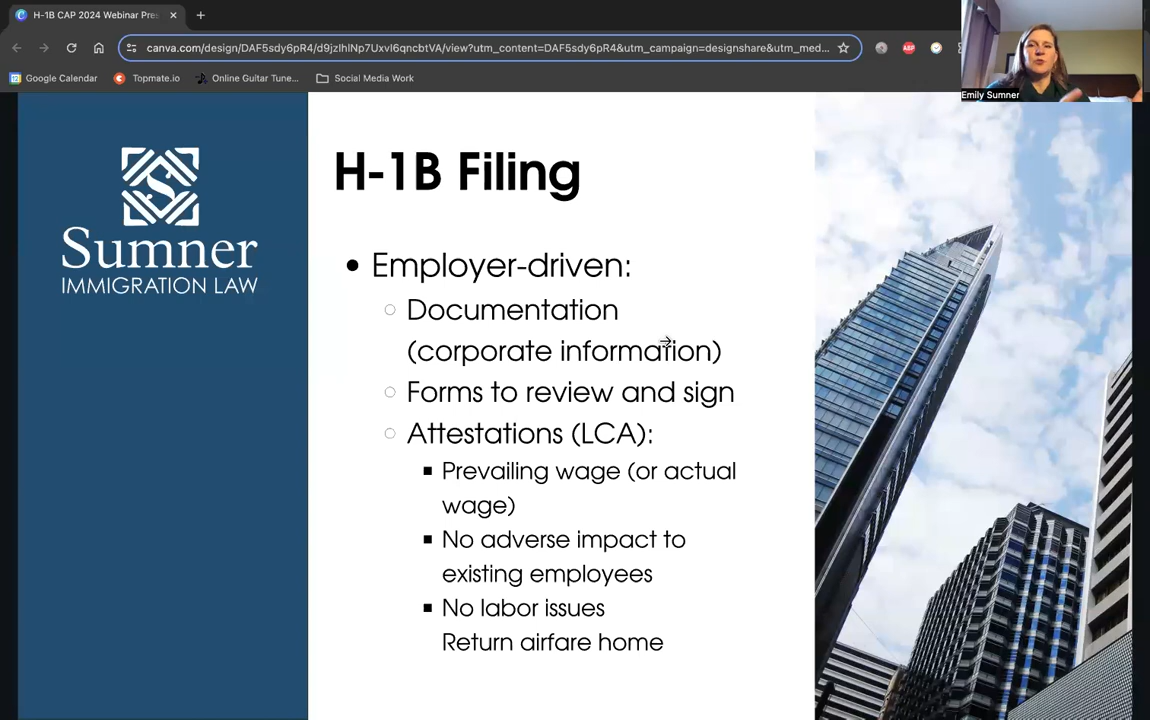 H-1B CAP 2024 Webinar Pres
canva.com/design/DAF5sdy6pR4/d9jzIhlNp7UxvI6qncbtVA/view?utm_content=DAF5sdy6pR4&utm_campaign=designshare&utm_med...
ABP
Google Calendar
Topmate.io
Online Guitar Tune...
Social Media Work
Emily Sumner
Sumner
IMMIGRATION LAW
H-1B Filing
• Employer-driven:
○ Documentation
(corporate information)
○ Forms to review and sign
○ Attestations (LCA):
▪ Prevailing wage (or actual
wage)
▪ No adverse impact to
existing employees
▪ No labor issues
Return airfare home